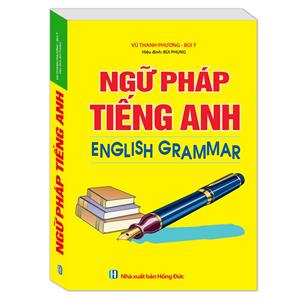 VŨ THANH PHƯƠNG - BÙI Ý
Hiệu đính: BÙI PHỤNG
NGỮ PHÁP
TIẾNG ANH
ENGLISH GRAMMAR
Nhà xuất bản Hồng Đức
NGỮ PHÁP TIẾNG ANH